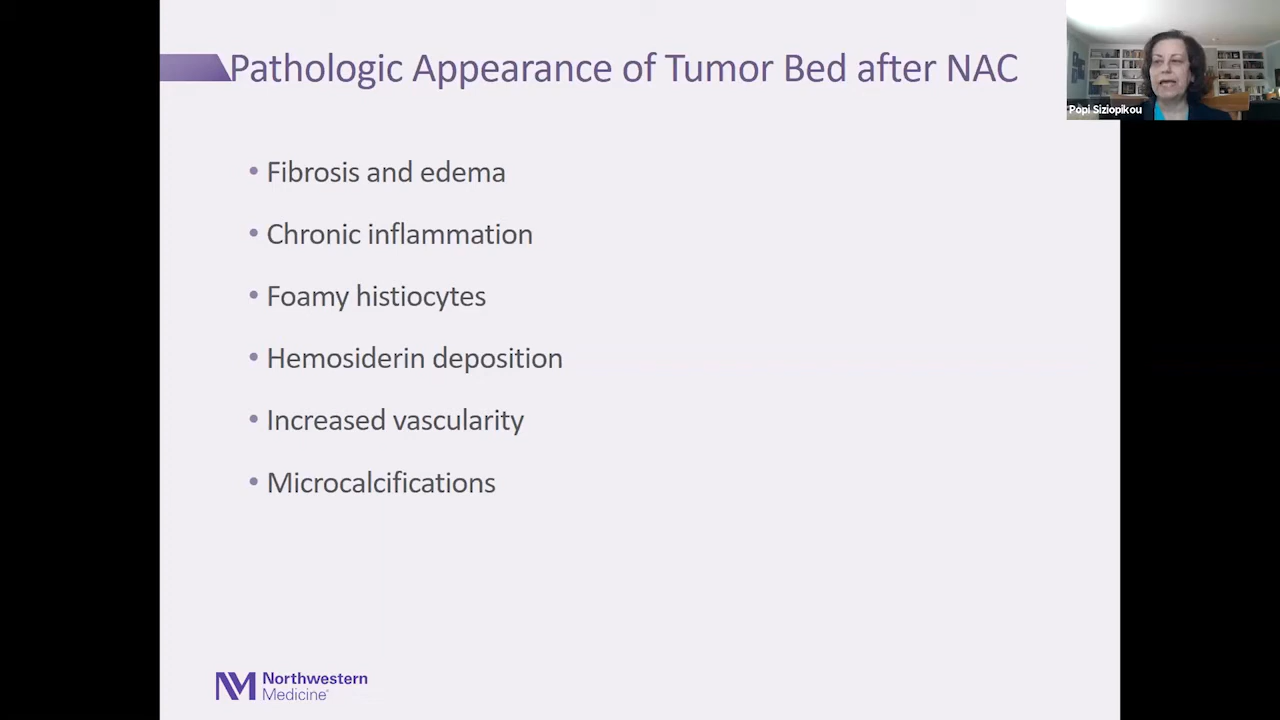 Pathologic Appearance of Tumor Bed after NAC
Popi Siziopikou
• Fibrosis and edema
• Chronic inflammation
• Foamy histiocytes
• Hemosiderin deposition
• Increased vascularity
• Microcalcifications
NM Northwestern
Medicine®